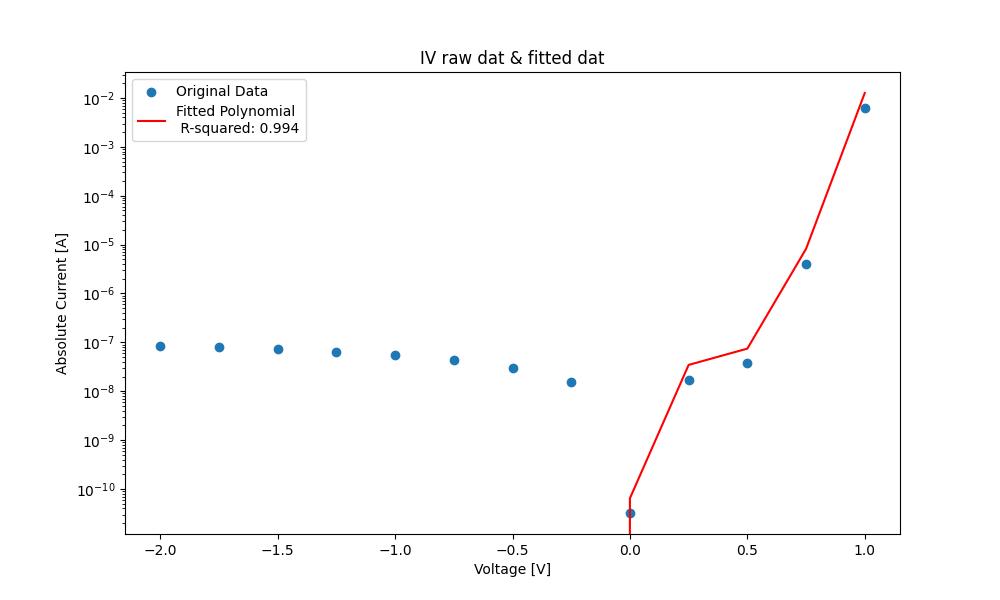 IV raw dat & fitted dat
Original Data
Fitted Polynomial
R-squared: 0.994
Absolute Current [A]
10⁻²
10⁻³
10⁻⁴
10⁻⁵
10⁻⁶
10⁻⁷
10⁻⁸
10⁻⁹
10⁻¹⁰
−2.0 −1.5 −1.0 −0.5 0.0 0.5 1.0
Voltage [V]